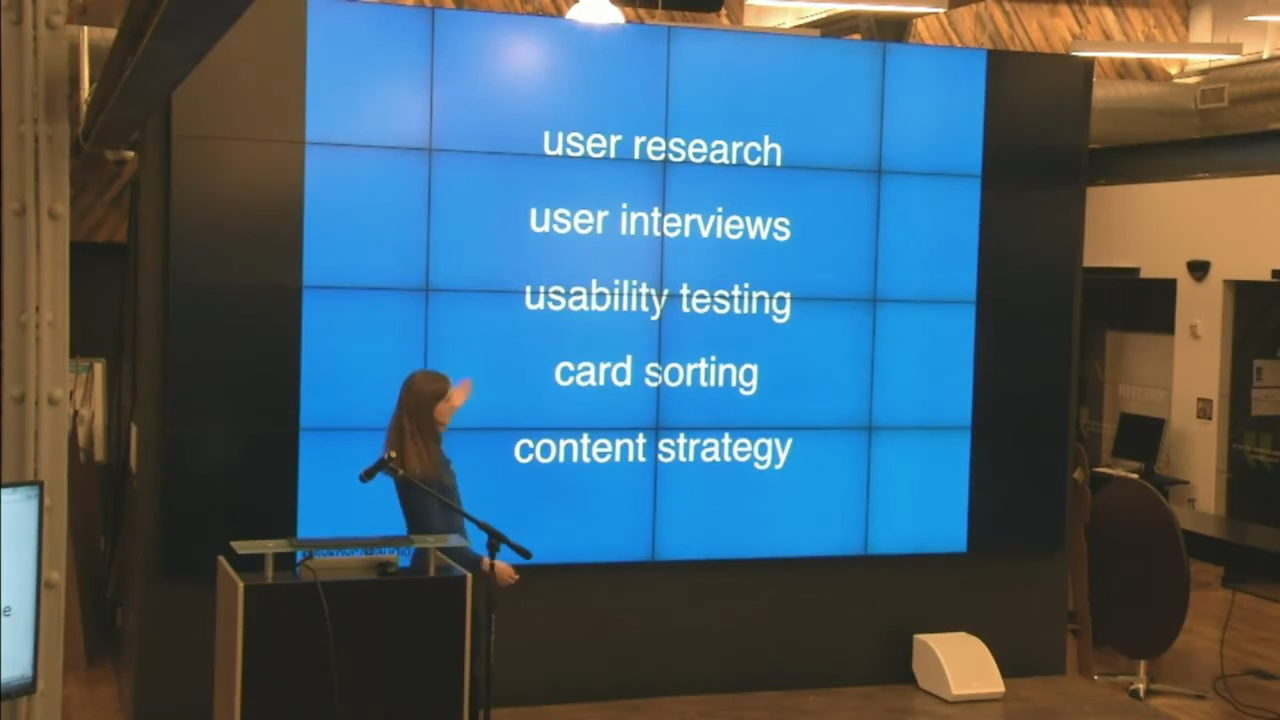 user research
user interviews
usability testing
card sorting
content strategy
e